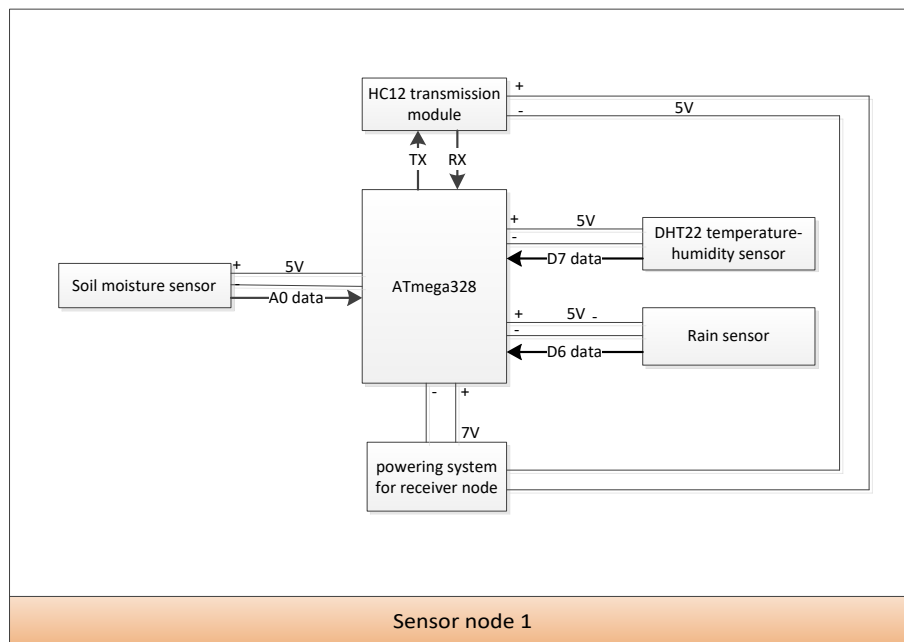 HC12 transmission
module
+
-
5V
TX
RX
+
5V
-
D7 data
DHT22 temperature-
humidity sensor
Soil moisture sensor
+
5V
-
A0 data
ATmega328
+
5V
-
-
D6 data
Rain sensor
-
+
7V
powering system
for receiver node
Sensor node 1